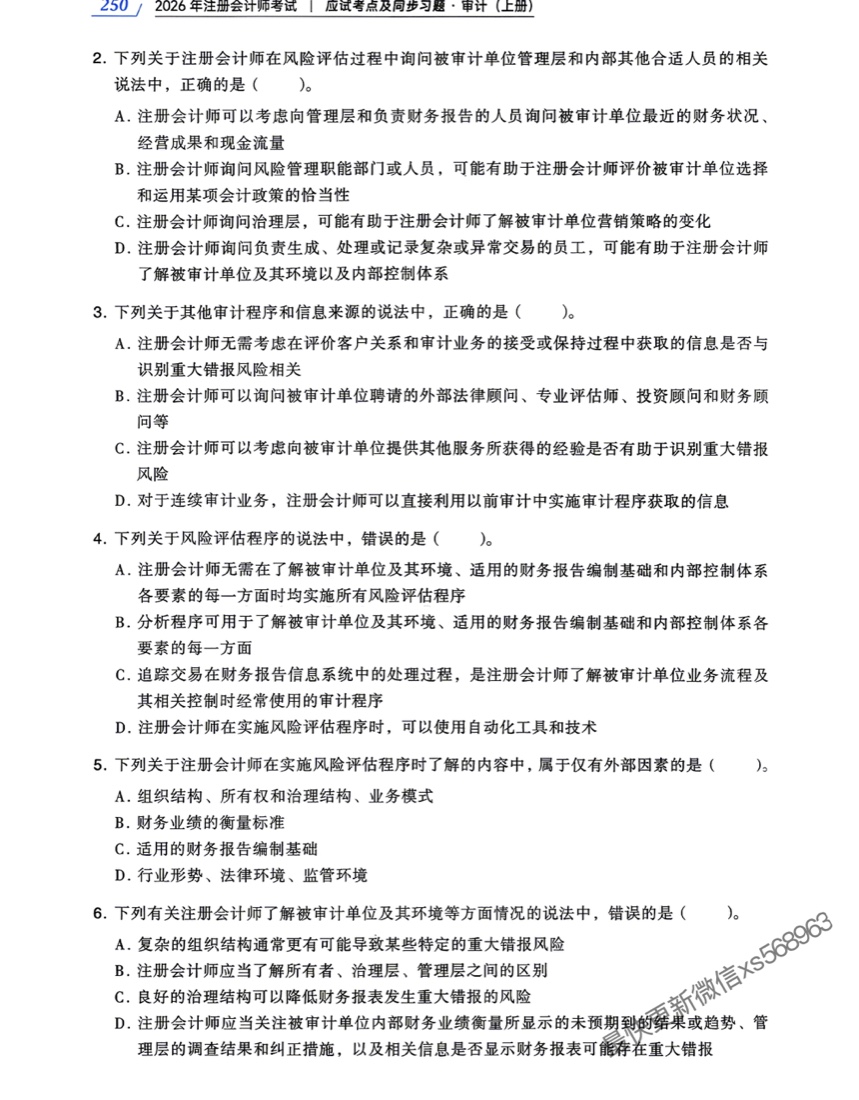 250 2026年注册会计师考试 | 应试考点及同步习题·审计（上册）
2. 下列关于注册会计师在风险评估过程中询问被审计单位管理层和内部其他合适人员的相关
说法中，正确的是（　　）。
A. 注册会计师可以考虑向管理层和负责财务报告的人员询问被审计单位最近的财务状况、
经营成果和现金流量
B. 注册会计师询问风险管理职能部门或人员，可能有助于注册会计师评价被审计单位选择
和运用某项会计政策的恰当性
C. 注册会计师询问治理层，可能有助于注册会计师了解被审计单位营销策略的变化
D. 注册会计师询问负责生成、处理或记录复杂或异常交易的员工，可能有助于注册会计师
了解被审计单位及其环境以及内部控制体系
3. 下列关于其他审计程序和信息来源的说法中，正确的是（　　）。
A. 注册会计师无需考虑在评价客户关系和审计业务的接受或保持过程中获取的信息是否与
识别重大错报风险相关
B. 注册会计师可以询问被审计单位聘请的外部法律顾问、专业评估师、投资顾问和财务顾
问等
C. 注册会计师可以考虑向被审计单位提供其他服务所获得的经验是否有助于识别重大错报
风险
D. 对于连续审计业务，注册会计师可以直接利用以前审计中实施审计程序获取的信息
4. 下列关于风险评估程序的说法中，错误的是（　　）。
A. 注册会计师无需在了解被审计单位及其环境、适用的财务报告编制基础和内部控制体系
各要素的每一方面时均实施所有风险评估程序
B. 分析程序可用于了解被审计单位及其环境、适用的财务报告编制基础和内部控制体系各
要素的每一方面
C. 追踪交易在财务报告信息系统中的处理过程，是注册会计师了解被审计单位业务流程及
其相关控制时经常使用的审计程序
D. 注册会计师在实施风险评估程序时，可以使用自动化工具和技术
5. 下列关于注册会计师在实施风险评估程序时了解的内容中，属于仅有外部因素的是（　　）。
A. 组织结构、所有权和治理结构、业务模式
B. 财务业绩的衡量标准
C. 适用的财务报告编制基础
D. 行业形势、法律环境、监管环境
6. 下列有关注册会计师了解被审计单位及其环境等方面情况的说法中，错误的是（　　）。
A. 复杂的组织结构通常更有可能导致某些特定的重大错报风险
B. 注册会计师应当了解所有者、治理层、管理层之间的区别
C. 良好的治理结构可以降低财务报表发生重大错报的风险
D. 注册会计师应当关注被审计单位内部财务业绩衡量所显示的未预期到的结果或趋势、管
理层的调查结果和纠正措施，以及相关信息是否显示财务报表可能存在重大错报
最快更新微信xs568963